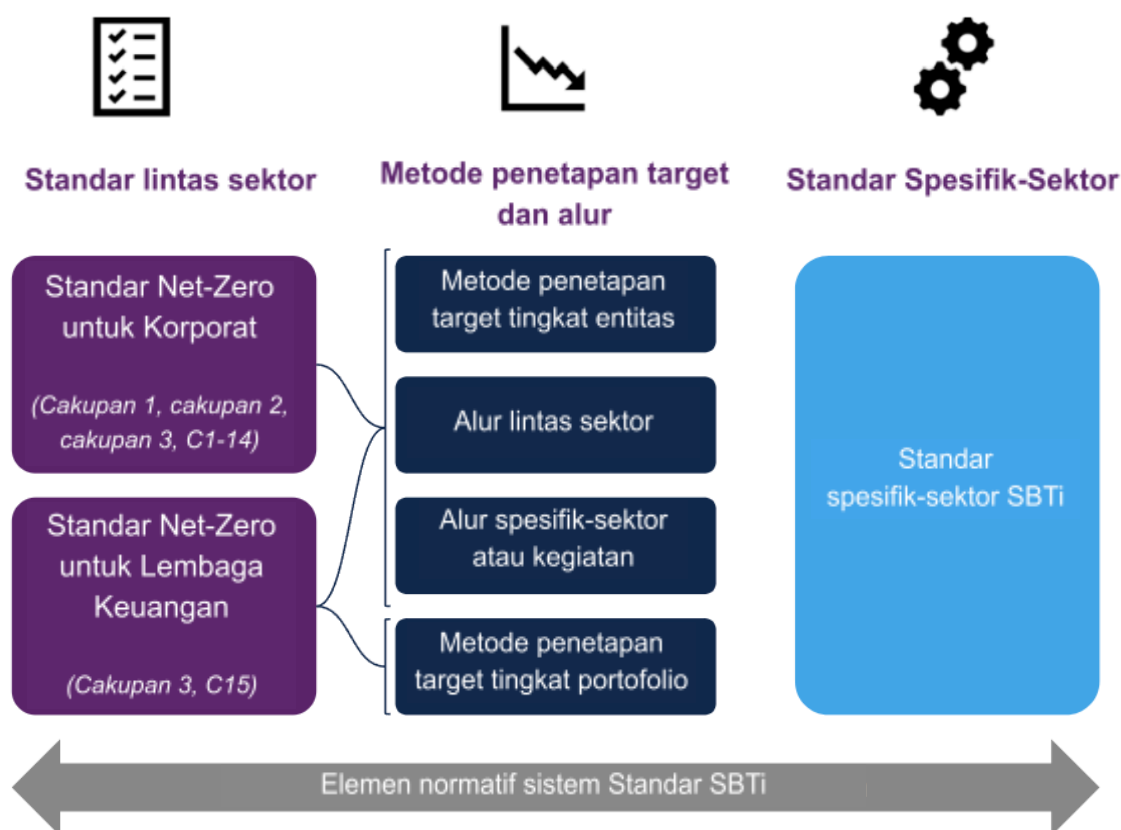 Standar lintas sektor
Metode penetapan target
dan alur
Standar Spesifik-Sektor
Standar Net-Zero
untuk Korporat
(Cakupan 1, cakupan 2,
cakupan 3, C1-14)
Standar Net-Zero
untuk Lembaga
Keuangan
(Cakupan 3, C15)
Metode penetapan
target tingkat entitas
Alur lintas sektor
Alur spesifik-sektor
atau kegiatan
Metode penetapan
target tingkat portofolio
Standar
spesifik-sektor SBTi
Elemen normatif sistem Standar SBTi